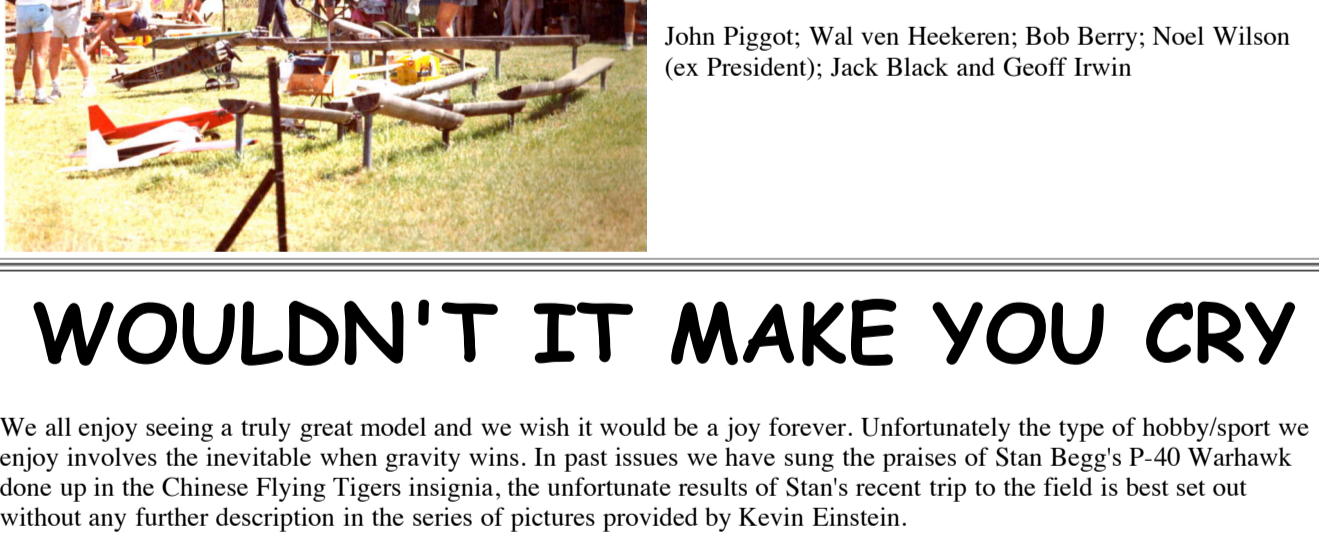 John Piggot; Wal ven Heekeren; Bob Berry; Noel Wilson
(ex President); Jack Black and Geoff Irwin
WOULDN'T IT MAKE YOU CRY
We all enjoy seeing a truly great model and we wish it would be a joy forever. Unfortunately the type of hobby/sport we
enjoy involves the inevitable when gravity wins. In past issues we have sung the praises of Stan Begg's P-40 Warhawk
done up in the Chinese Flying Tigers insignia, the unfortunate results of Stan's recent trip to the field is best set out
without any further description in the series of pictures provided by Kevin Einstein.